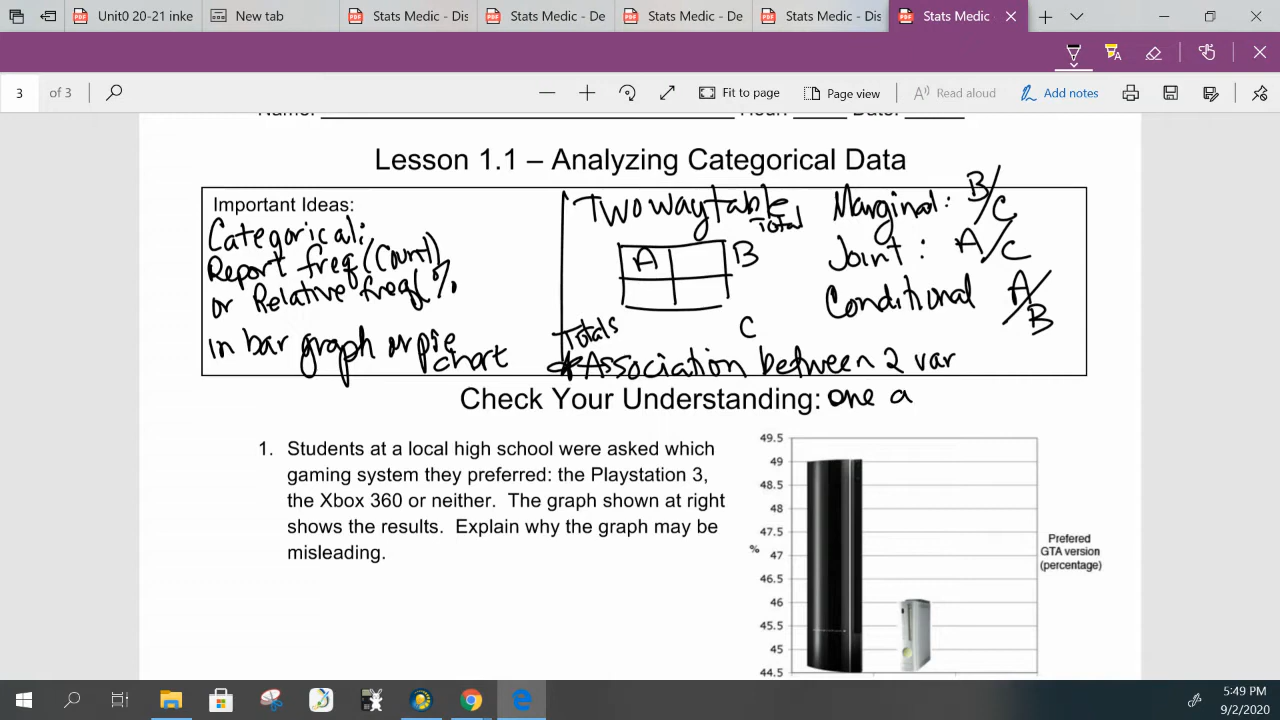 Unit0 20-21 inke
New tab
Stats Medic - Dis
Stats Medic - De
Stats Medic - De
Stats Medic - Dis
Stats Medic
3 of 3
Fit to page
Page view
Read aloud
Add notes
Lesson 1.1 – Analyzing Categorical Data
Important Ideas:
Categorical:
Report freq (Count)
or Relative freq (%
in bar graph or pie
chart
Two way table
Total
A
B
Totals
C
Marginal: B/C
Joint: A/C
Conditional A/B
*Association between 2 var
one a
Check Your Understanding:
1. Students at a local high school were asked which
gaming system they preferred: the Playstation 3,
the Xbox 360 or neither. The graph shown at right
shows the results. Explain why the graph may be
misleading.
49.5
49
48.5
48
47.5
%
47
46.5
46
45.5
45
44.5
Prefered
GTA version
(percentage)
5:49 PM
9/2/2020